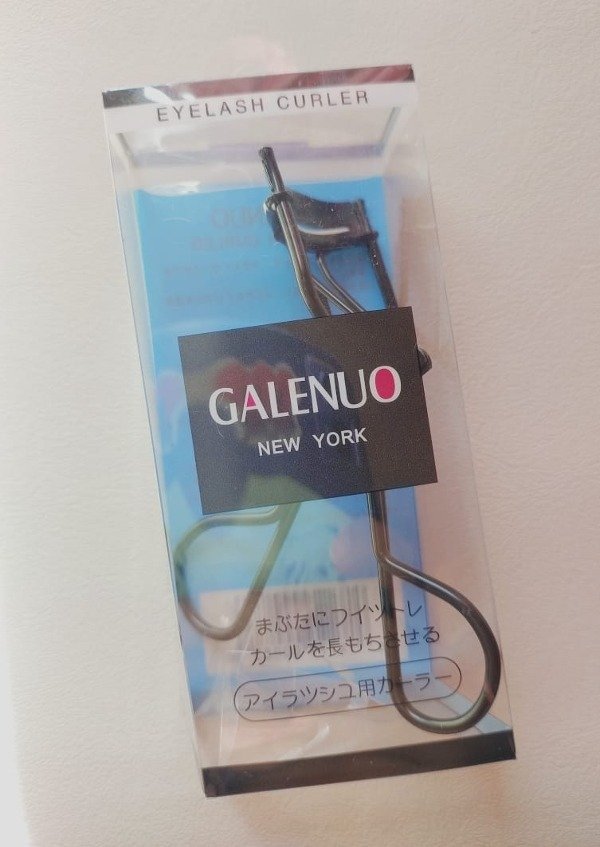 EYELASH CURLER
GALENUO
NEW YORK
まぶたにフイツトレ
カールを長もちさせる
アイラツシユ用カーラー